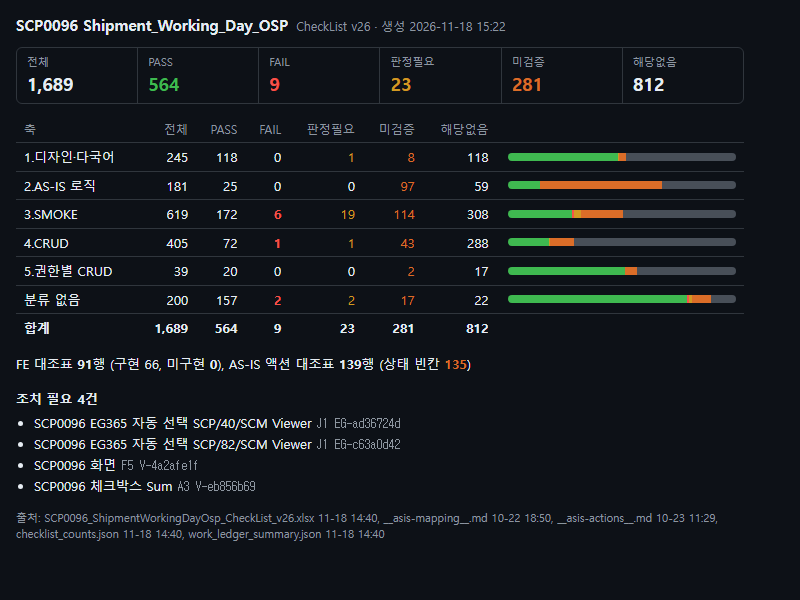 SCP0096 Shipment_Working_Day_OSP CheckList v26 · 생성 2026-11-18 15:22
전체 PASS FAIL 판정필요 미검증 해당없음
1,689 564 9 23 281 812
축 전체 PASS FAIL 판정필요 미검증 해당없음
1.디자인·다국어 245 118 0 1 8 118
2.AS-IS 로직 181 25 0 0 97 59
3.SMOKE 619 172 6 19 114 308
4.CRUD 405 72 1 1 43 288
5.권한별 CRUD 39 20 0 0 2 17
분류 없음 200 157 2 2 17 22
합계 1,689 564 9 23 281 812
FE 대조표 91행 (구현 66, 미구현 0), AS-IS 액션 대조표 139행 (상태 빈칸 135)
조치 필요 4건
• SCP0096 EG365 자동 선택 SCP/40/SCM Viewer J1 EG-ad36724d
• SCP0096 EG365 자동 선택 SCP/82/SCM Viewer J1 EG-c63a0d42
• SCP0096 화면 F5 V-4a2afe1f
• SCP0096 체크박스 Sum A3 V-eb856b69
출처: SCP0096_ShipmentWorkingDayOsp_CheckList_v26.xlsx 11-18 14:40, __asis-mapping__.md 10-22 18:50, __asis-actions__.md 10-23 11:29,
checklist_counts.json 11-18 14:40, work_ledger_summary.json 11-18 14:40